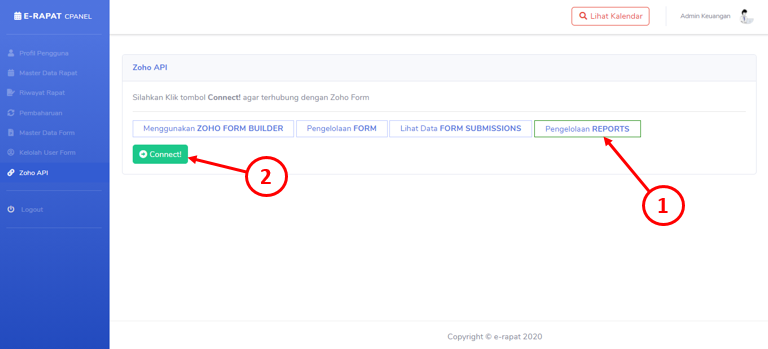 E-RAPAT CPANEL
Lihat Kalendar
Admin Keuangan
Profil Pengguna
Master Data Rapat
Riwayat Rapat
Pembaharuan
Master Data Form
Kelolah User Form
Zoho API
Logout
Zoho API
Silahkan Klik tombol Connect! agar terhubung dengan Zoho Form
Menggunakan ZOHO FORM BUILDER
Pengelolaan FORM
Lihat Data FORM SUBMISSIONS
Pengelolaan REPORTS
Connect!
2
1
Copyright © e-rapat 2020